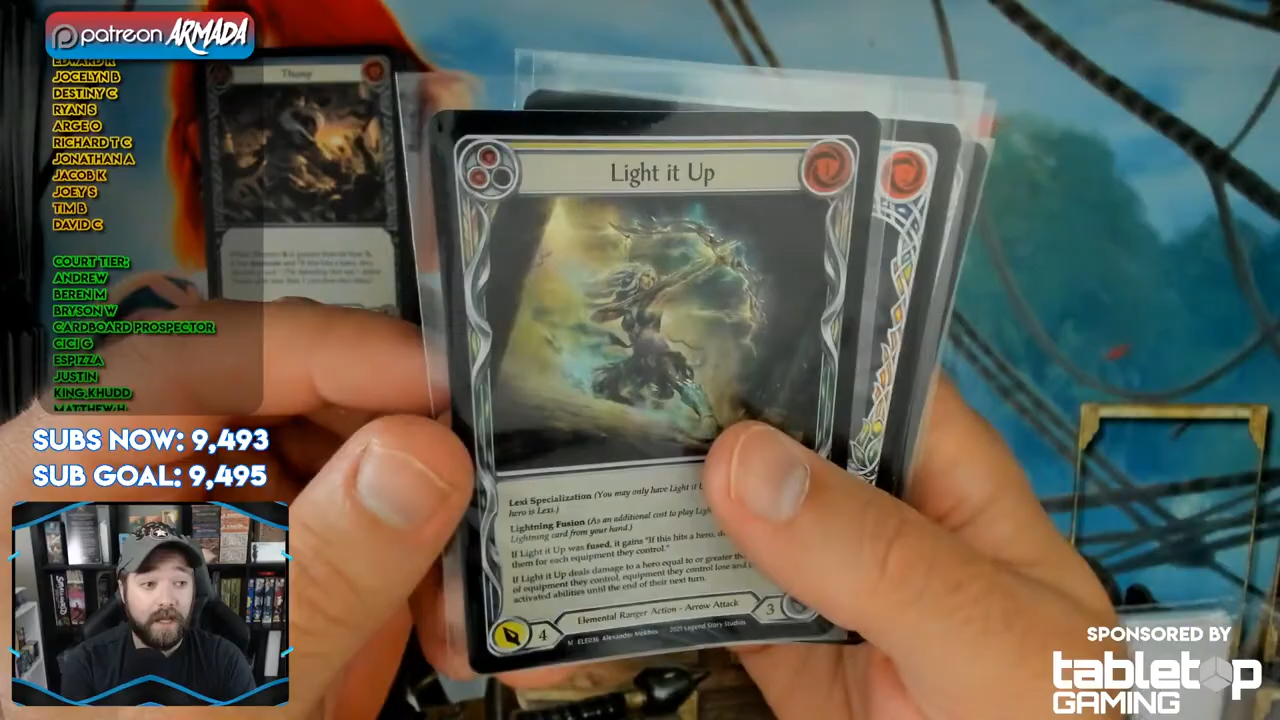 patreon ARMADA
EDWARD R
JOCELYN B
DESTINY C
RYAN S
ARGE O
RICHARD T C
JONATHAN A
JACOB K
JOEY S
TIM B
DAVID C
COURT TIER:
ANDREW
BEREN M
BRYSON W
CARDBOARD PROSPECTOR
CICI G
ESPIZZA
JUSTIN
KING KHUDD
MATTHEW H
SUBS NOW: 9,493
SUB GOAL: 9,495
Thump
Light it Up
1
Lexi Specialization (You may only have Light it U
hero is Lexi.)
Lightning Fusion (As an additional cost to play Ligh
Lightning card from your hand.)
If Light it Up was fused, it gains "If this hits a hero, d
them for each equipment they control."
If Light it Up deals damage to a hero equal to or greater th
of equipment they control, equipment they control lose and
activated abilities until the end of their next turn.
4
Elemental Ranger Action - Arrow Attack
3
M ELE036 Alexander Mokhov 2021 Legend Story Studios
SPONSORED BY
tabletop
GAMING